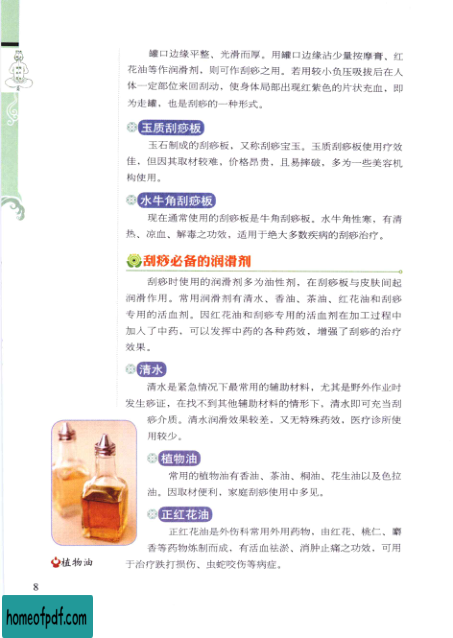 罐口边缘平整、光滑而厚。用罐口边缘沾少量按摩膏、红
花油等作润滑剂，则可作刮痧之用。若用较小负压吸拔后在人
体一定部位来回刮动，使身体局部出现红紫色的片状充血，即
为走罐，也是刮痧的一种形式。
玉质刮痧板
玉石制成的刮痧板，又称刮痧宝玉。玉质刮痧板使用疗效
佳，但因其取材较难，价格昂贵，且易摔破，多为一些美容机
构使用。
水牛角刮痧板
现在通常使用的刮痧板是牛角刮痧板。水牛角性寒，有清
热、凉血、解毒之功效，适用于绝大多数疾病的刮痧治疗。
刮痧必备的润滑剂
刮痧时使用的润滑剂多为油性剂，在刮痧板与皮肤间起
润滑作用。常用润滑剂有清水、香油、茶油、红花油和刮痧
专用的活血剂。因红花油和刮痧专用的活血剂在加工过程中
加入了中药，可以发挥中药的各种药效，增强了刮痧的治疗
效果。
清水
清水是紧急情况下最常用的辅助材料，尤其是野外作业时
发生痧证，在找不到其他辅助材料的情形下，清水即可充当刮
痧介质。清水润滑效果较差，又无特殊药效，医疗诊所使
用较少。
植物油
常用的植物油有香油、茶油、桐油、花生油以及色拉
油。因取材便利，家庭刮痧使用中多见。
正红花油
正红花油是外伤科常用外用药物，由红花、桃仁、麝
香等药物炼制而成，有活血祛淤、消肿止痛之功效，可用
于治疗跌打损伤、虫蛇咬伤等病症。
植物油
8
homeofpdf.com